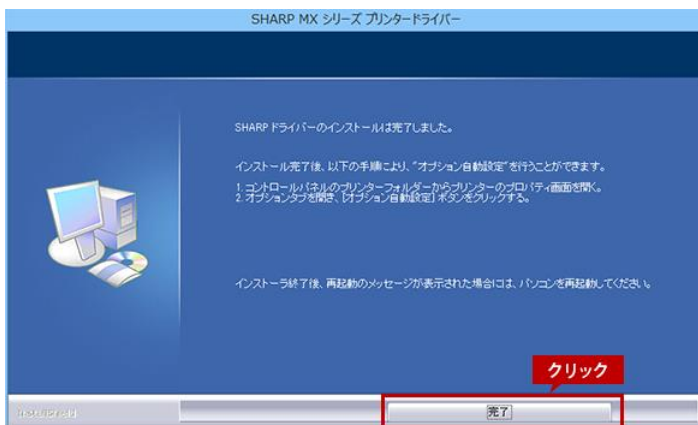 SHARP MX シリーズ プリンタードライバー
SHARP ドライバーのインストールは完了しました。
インストール完了後、以下の手順により、“オプション自動設定”を行うことができます。
1. コントロールパネルのプリンターフォルダーからプリンターのプロパティ画面を開く。
2. オプションタブを開き、[オプション自動設定] ボタンをクリックする。
インストーラ終了後、再起動のメッセージが表示された場合には、パソコンを再起動してください。
クリック
InstallShield
完了